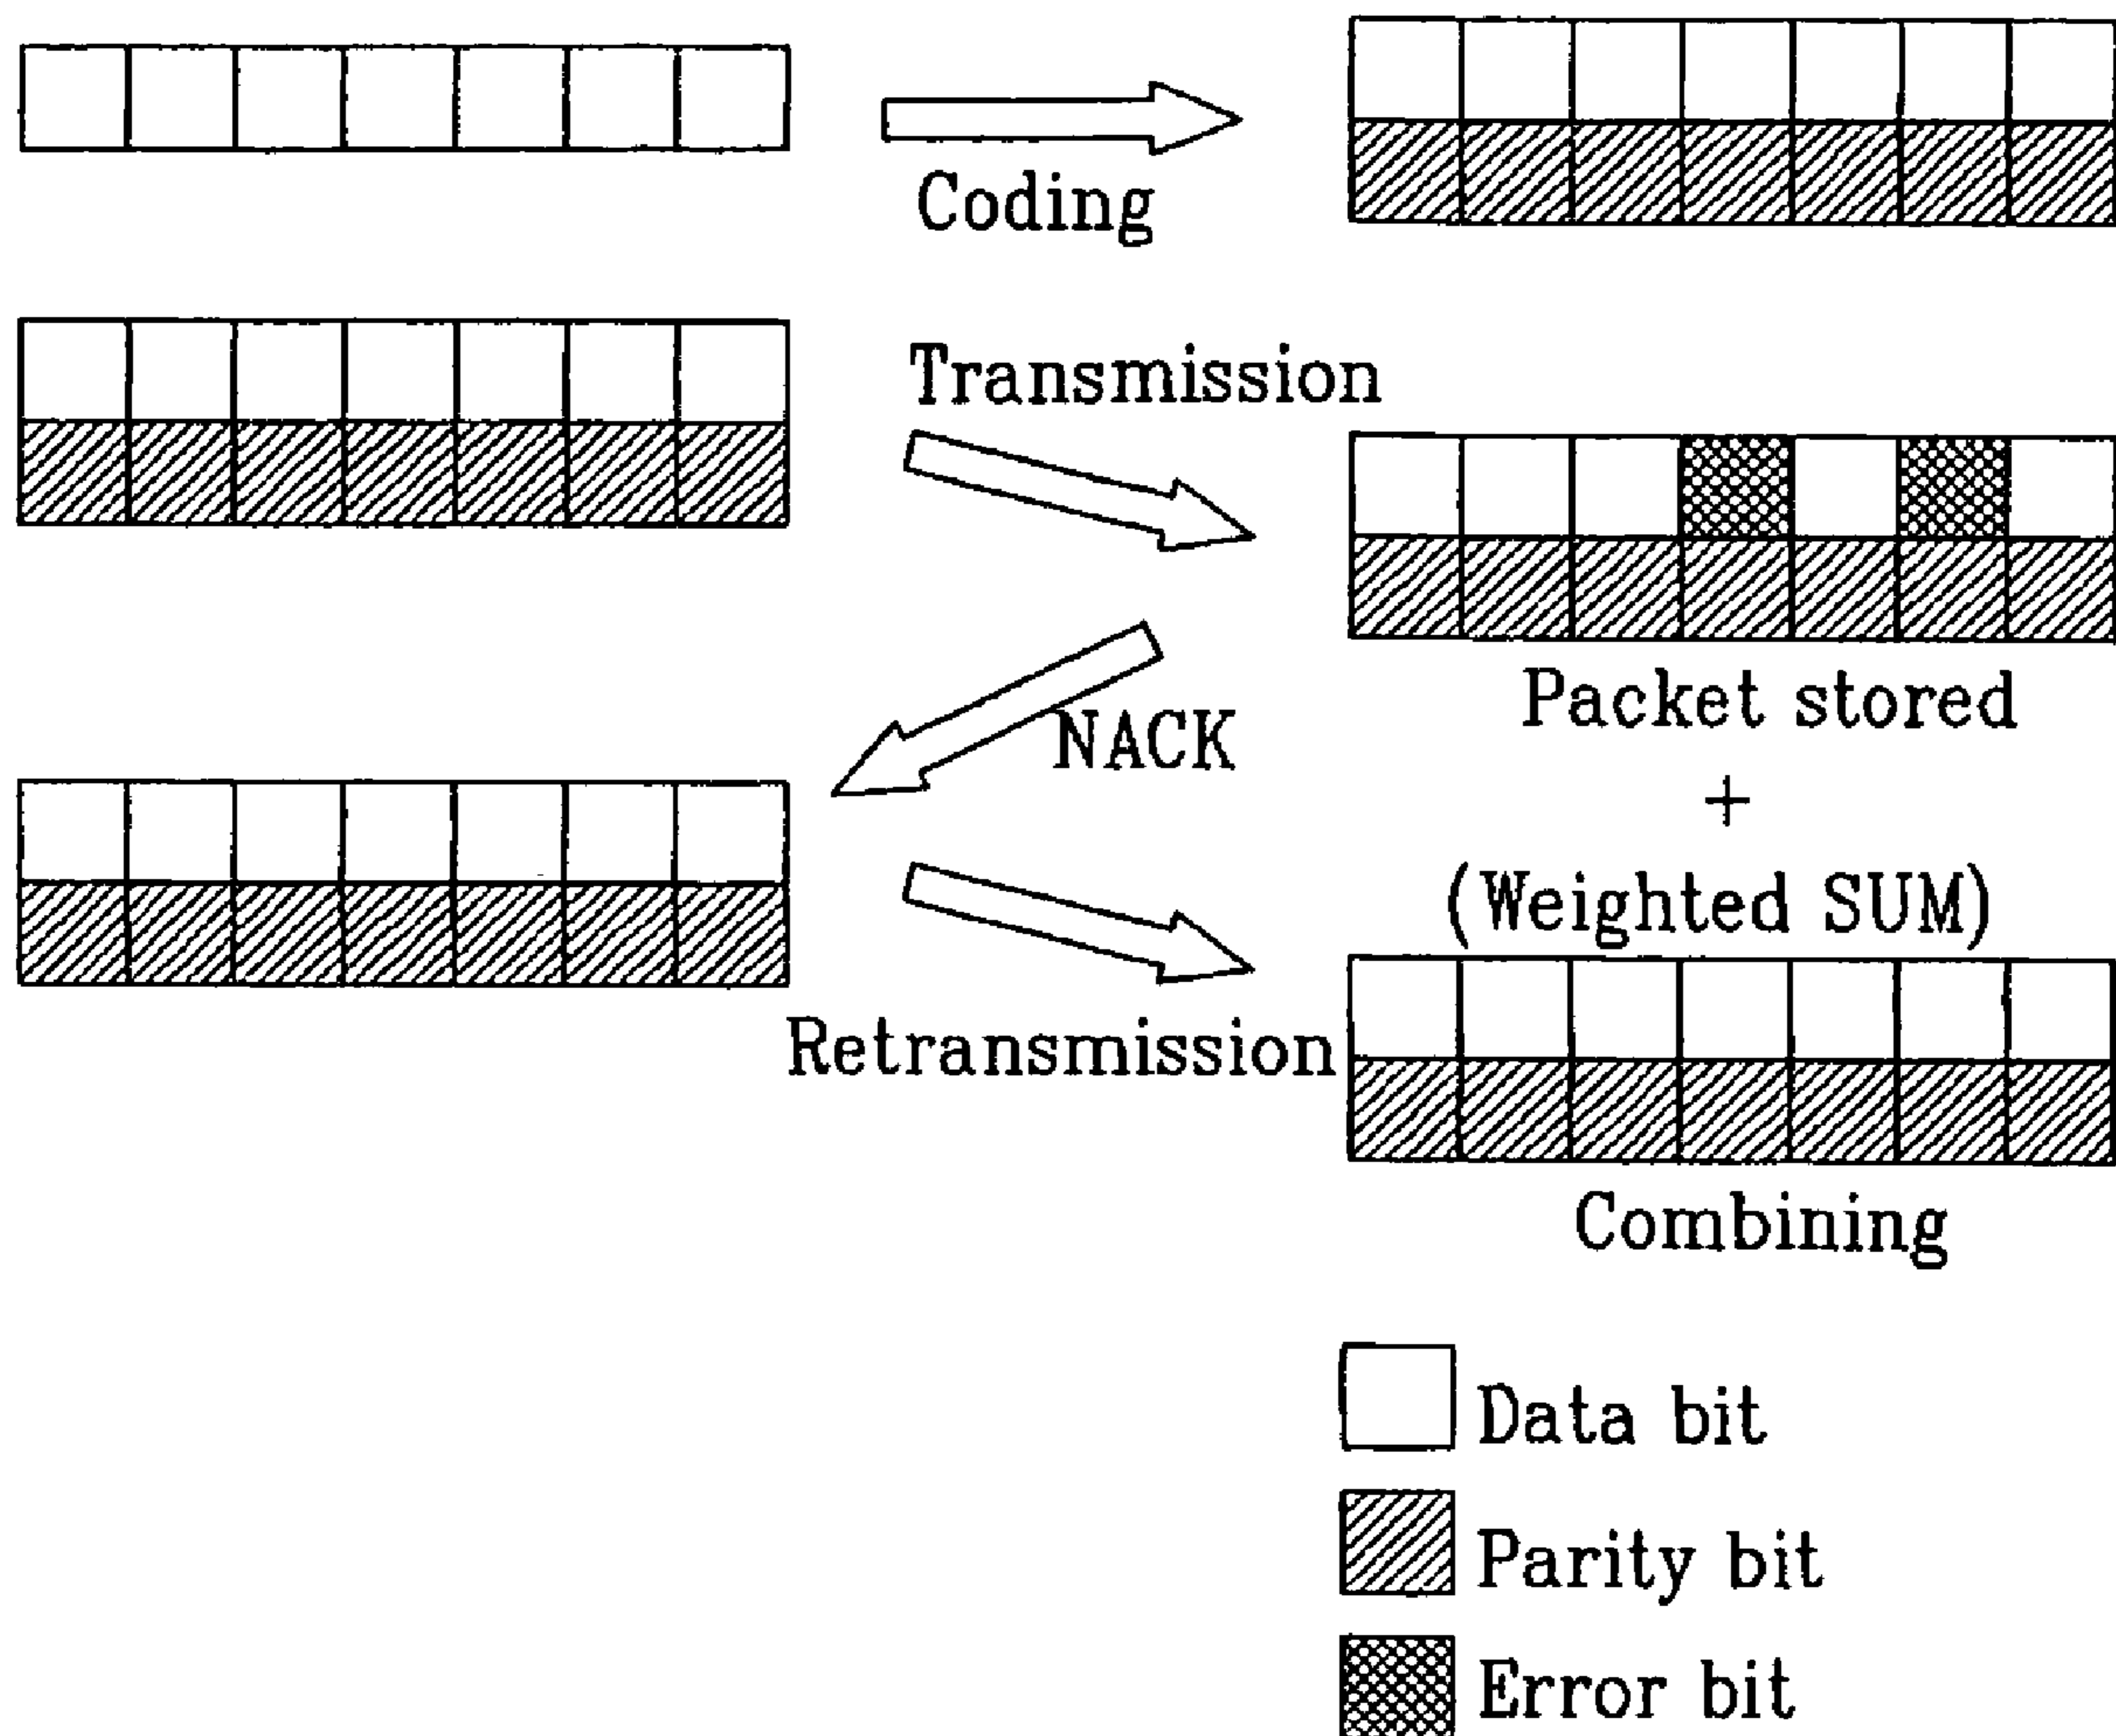 Coding
Transmission
Packet stored
NACK
+
(Weighted SUM)
Retransmission
Combining
Data bit
Parity bit
Error bit